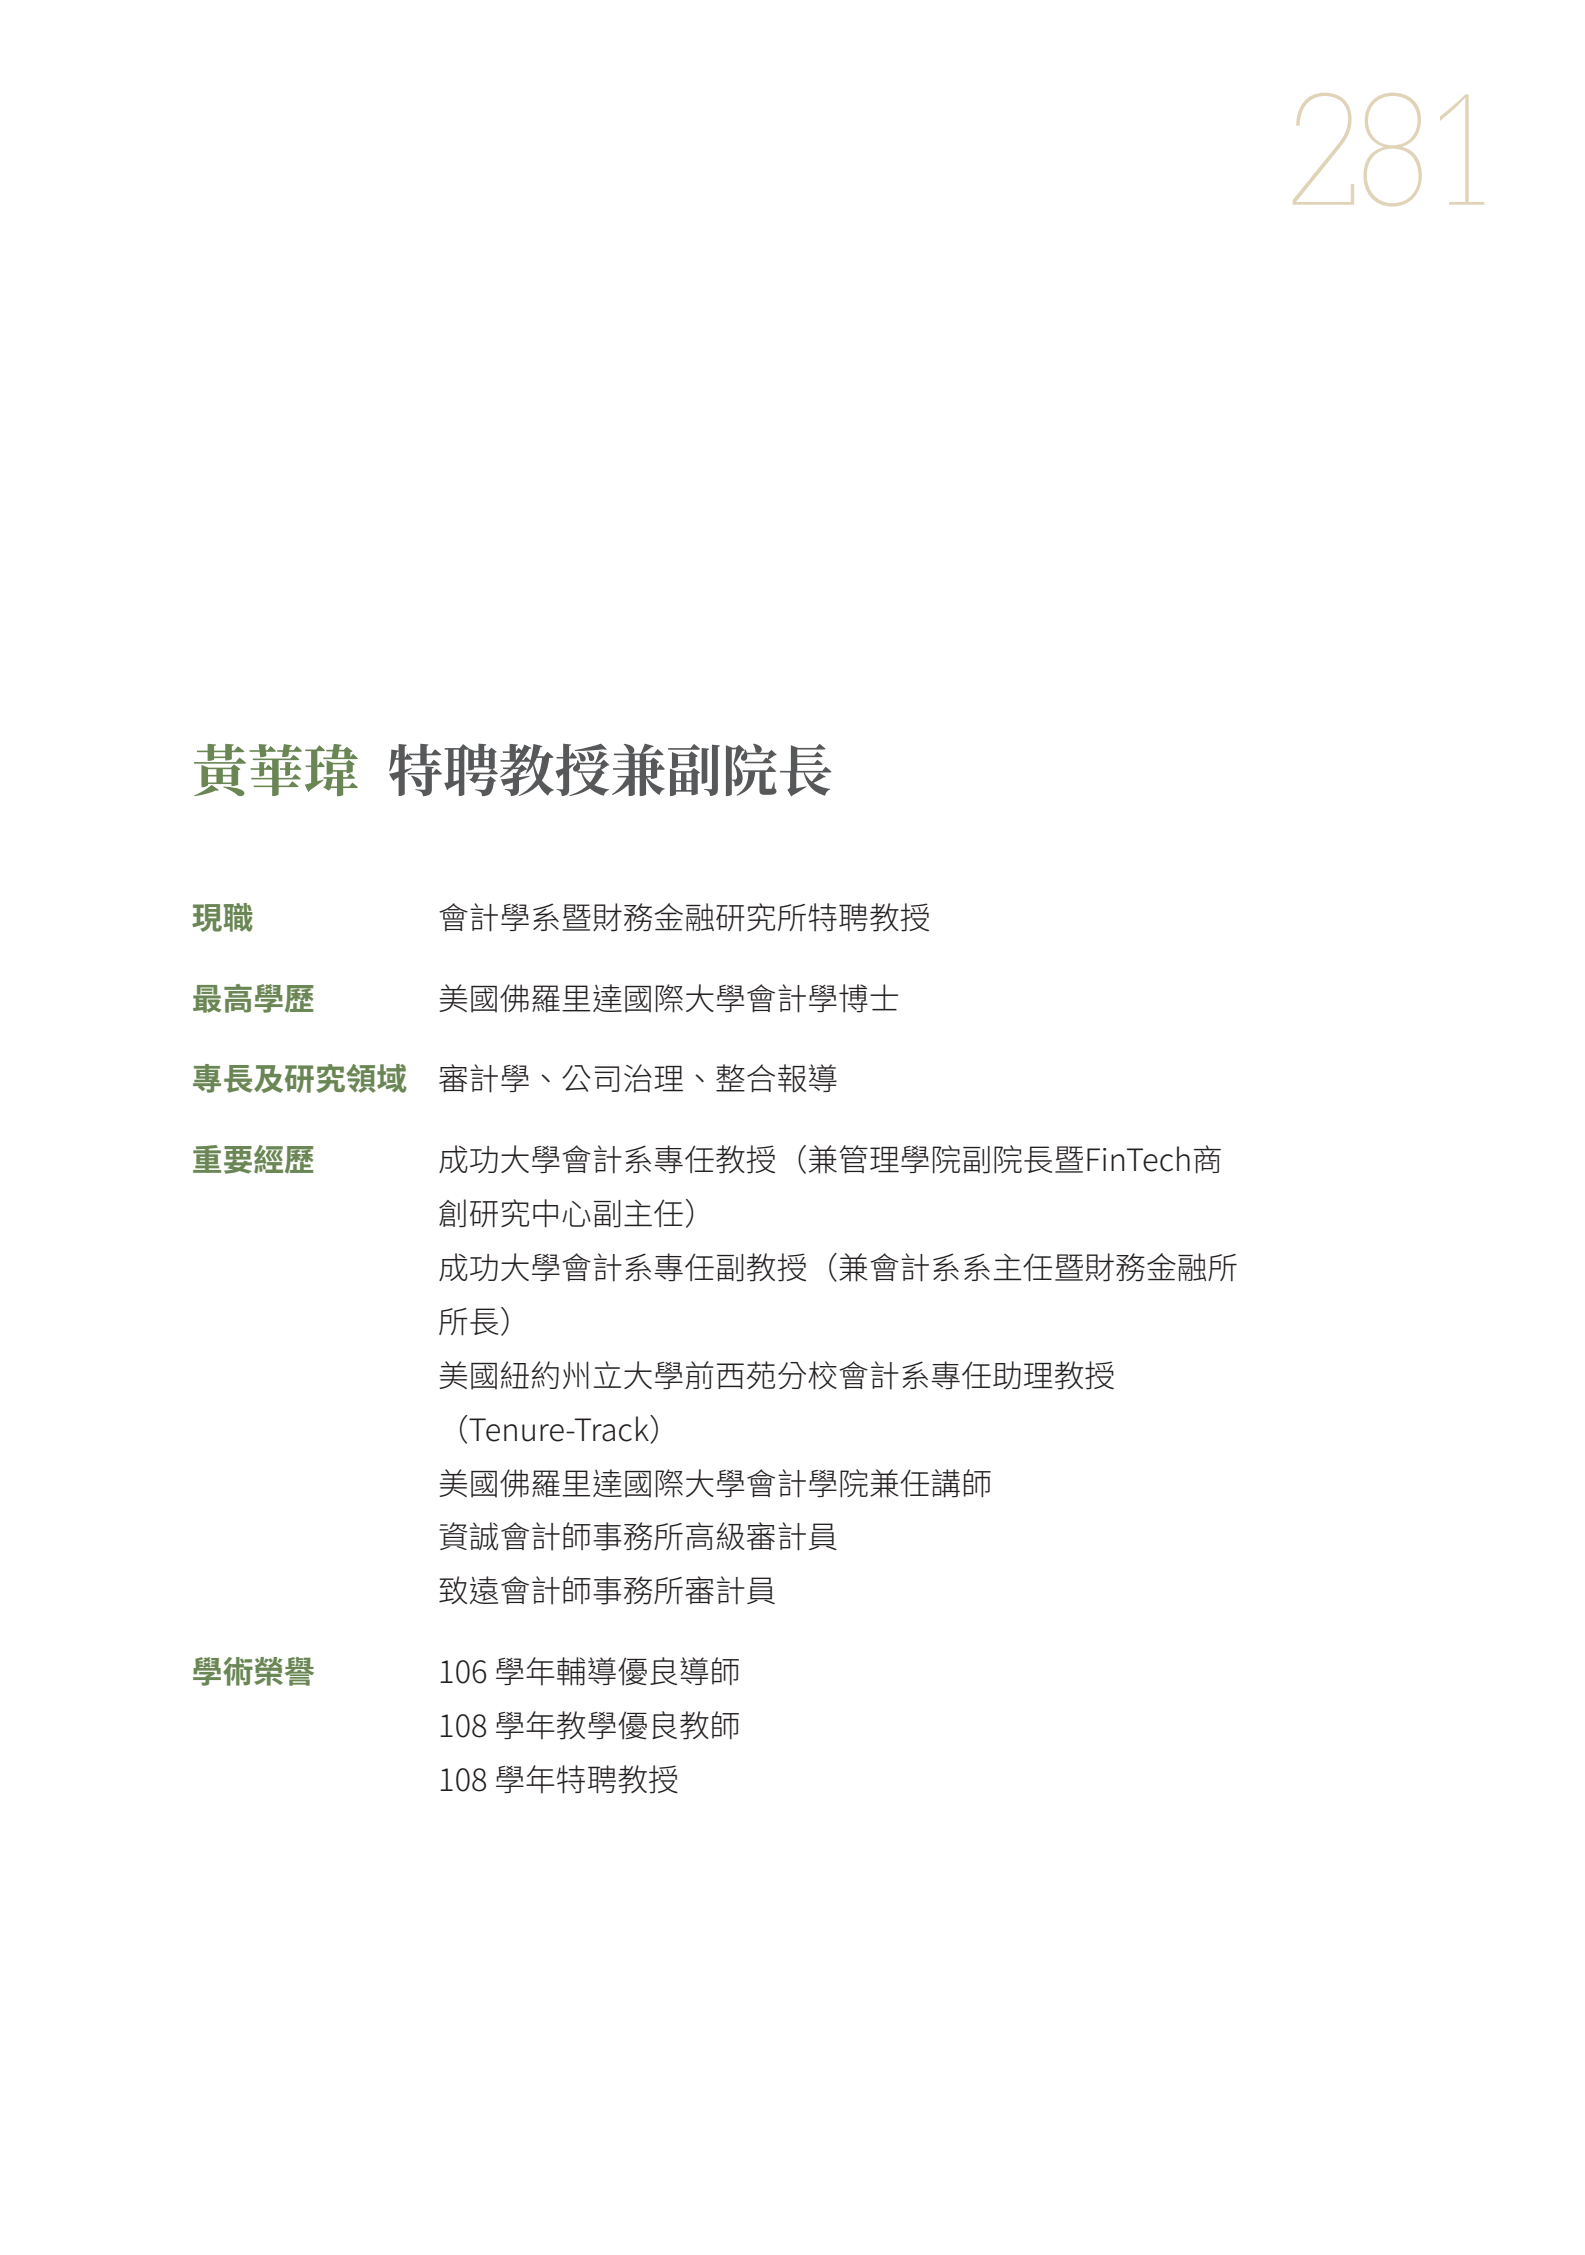 281
黃華瑋 特聘教授兼副院長
現職 會計學系暨財務金融研究所特聘教授
最高學歷 美國佛羅里達國際大學會計學博士
專長及研究領域 審計學、公司治理、整合報導
重要經歷 成功大學會計系專任教授（兼管理學院副院長暨FinTech商
創研究中心副主任）
成功大學會計系專任副教授（兼會計系系主任暨財務金融所
所長）
美國紐約州立大學前西苑分校會計系專任助理教授
（Tenure-Track）
美國佛羅里達國際大學會計學院兼任講師
資誠會計師事務所高級審計員
致遠會計師事務所審計員
學術榮譽 106 學年輔導優良導師
108 學年教學優良教師
108 學年特聘教授